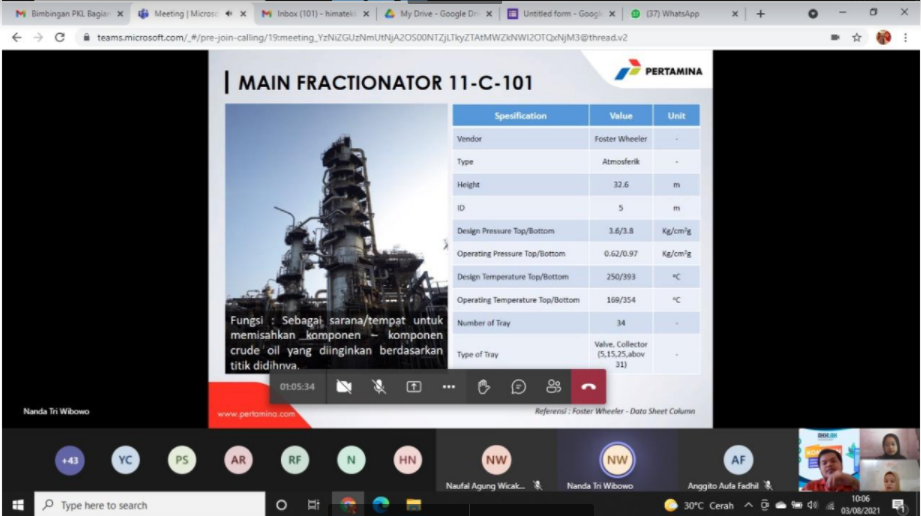 Bimbingan PKL Bagian
Meeting | Microsc
Inbox (101) - himatekk
My Drive - Google Dri
Untitled form - Googl
(37) WhatsApp
teams.microsoft.com/_#/pre-join-calling/19:meeting_YzNiZGUzNmUtNjA2OS00NTZjLTkyZTAtMWZkNWI2OTQxNjM3@thread.v2
MAIN FRACTIONATOR 11-C-101
PERTAMINA
Spesification Value Unit
Vendor Foster Wheeler -
Type Atmosferik -
Height 32.6 m
ID 5 m
Design Pressure Top/Bottom 3.6/3.8 Kg/cm²g
Operating Pressure Top/Bottom 0.62/0.97 Kg/cm²g
Design Temperature Top/Bottom 250/393 °C
Operating Temperature Top/Bottom 169/354 °C
Number of Tray 34 -
Type of Tray Valve, Collector (5,15,25,abov 31) -
Fungsi : Sebagai sarana/tempat untuk
memisahkan komponen – komponen
crude oil yang diinginkan berdasarkan
titik didihnya.
01:05:34
Nanda Tri Wibowo
www.pertamina.com
Referensi : Foster Wheeler - Data Sheet Column
+43
YC
PS
AR
RF
N
HN
NW
NW
AF
Naufal Agung Wicak...
Nanda Tri Wibowo
Anggito Aufa Fadhil
Type here to search
30°C Cerah
10:06
03/08/2021